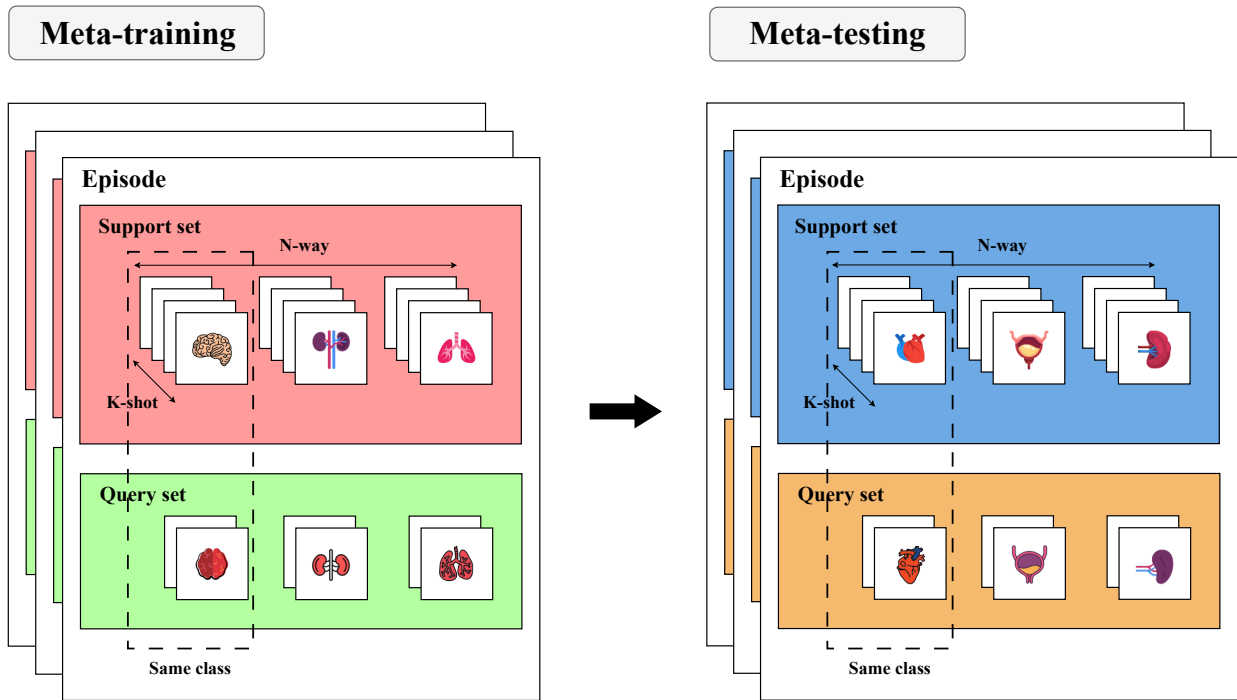 Meta-training
Episode
Support set
N-way
K-shot
Query set
Same class
Meta-testing
Episode
Support set
N-way
K-shot
Query set
Same class